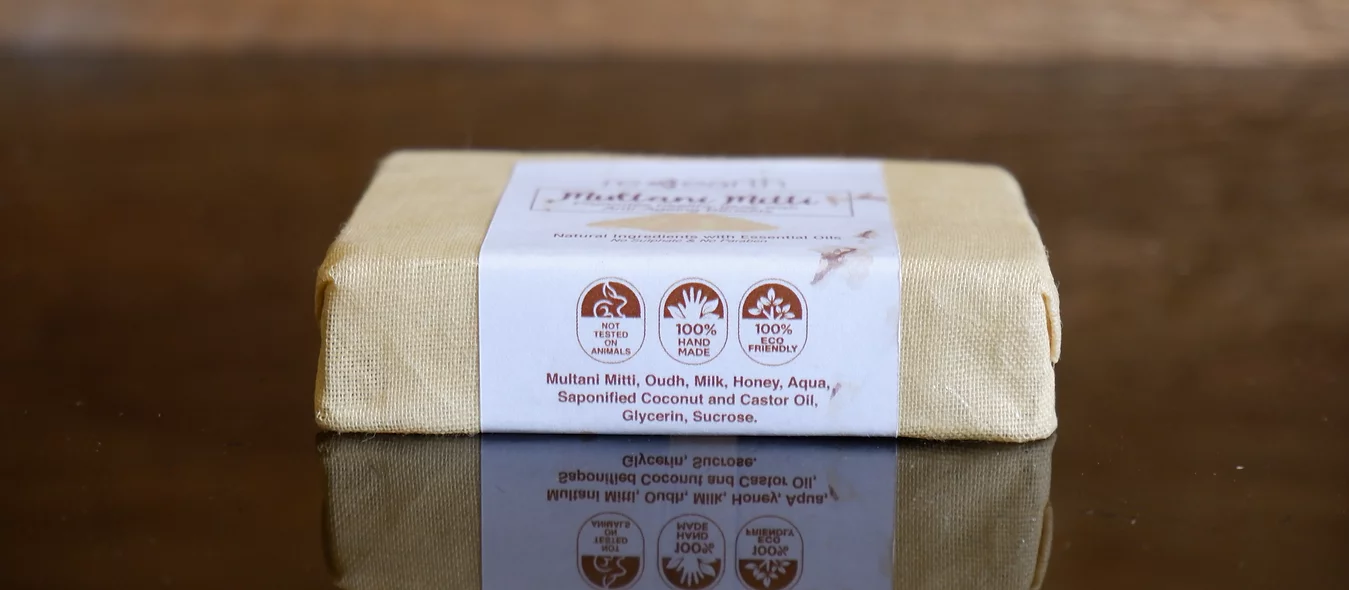 Multani Mitti
Natural Ingredients with Essential Oils
No Sulphate & No Paraben
NOT
TESTED
ON
ANIMALS
100%
HAND
MADE
100%
ECO
FRIENDLY
Multani Mitti, Oudh, Milk, Honey, Aqua,
Saponified Coconut and Castor Oil,
Glycerin, Sucrose.